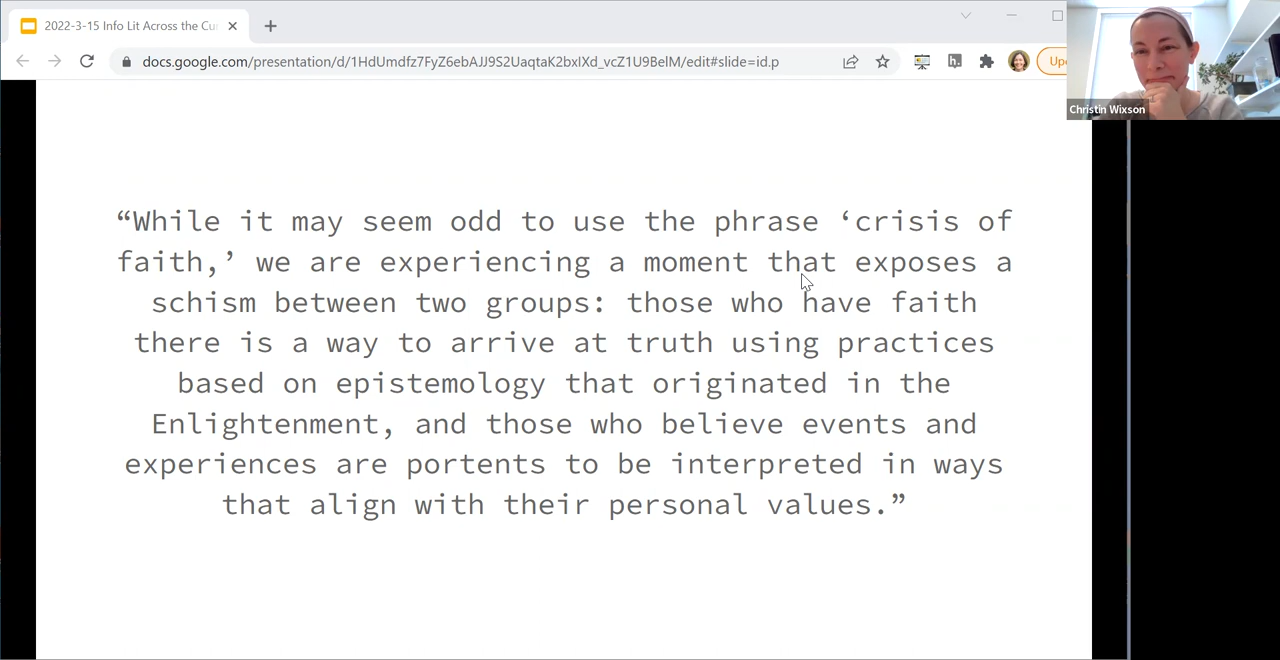 2022-3-15 Info Lit Across the Cu
docs.google.com/presentation/d/1HdUmdfz7FyZ6ebAJJ9S2UaqtaK2bxlXd_vcZ1U9BelM/edit#slide=id.p
Christin Wixson
“While it may seem odd to use the phrase ‘crisis of
faith,’ we are experiencing a moment that exposes a
schism between two groups: those who have faith
there is a way to arrive at truth using practices
based on epistemology that originated in the
Enlightenment, and those who believe events and
experiences are portents to be interpreted in ways
that align with their personal values.”